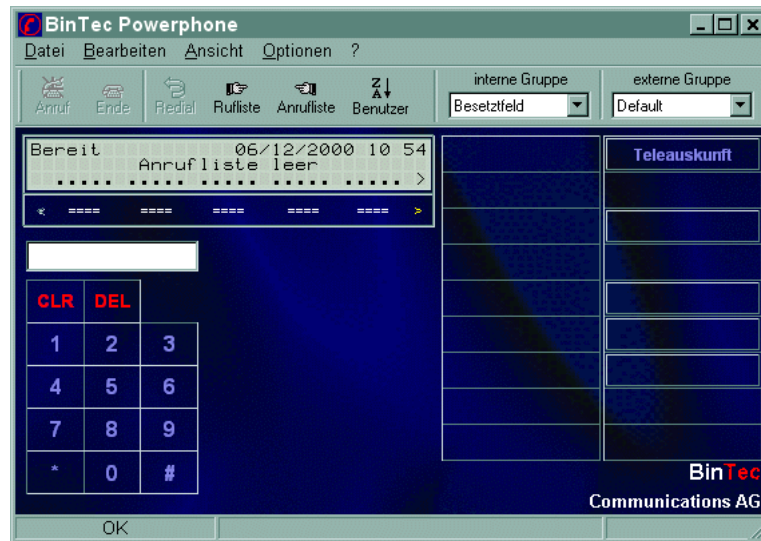 BinTec Powerphone
Datei Bearbeiten Ansicht Optionen ?
interne Gruppe externe Gruppe
Anruf Ende Redial Rufliste Anrufliste Benutzer Besetztfeld Default
Bereit 06/12/2000 10 54
Anrufliste leer
..... ..... ..... ..... ..... >
< ==== ==== ==== ==== ==== >
Teleauskunft
CLR DEL
1 2 3
4 5 6
7 8 9
* 0 #
BinTec
Communications AG
OK